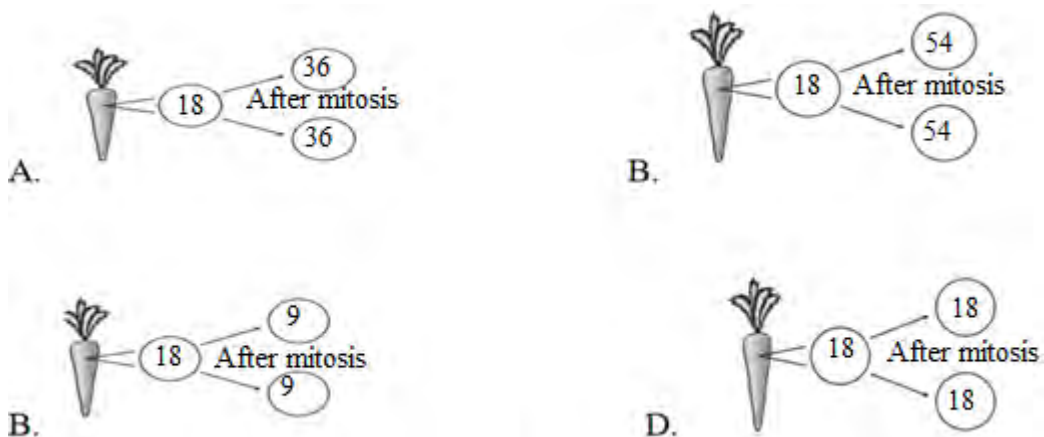 36
18 After mitosis
36
A.
54
18 After mitosis
54
B.
9
18 After mitosis
9
B.
18
18 After mitosis
18
D.